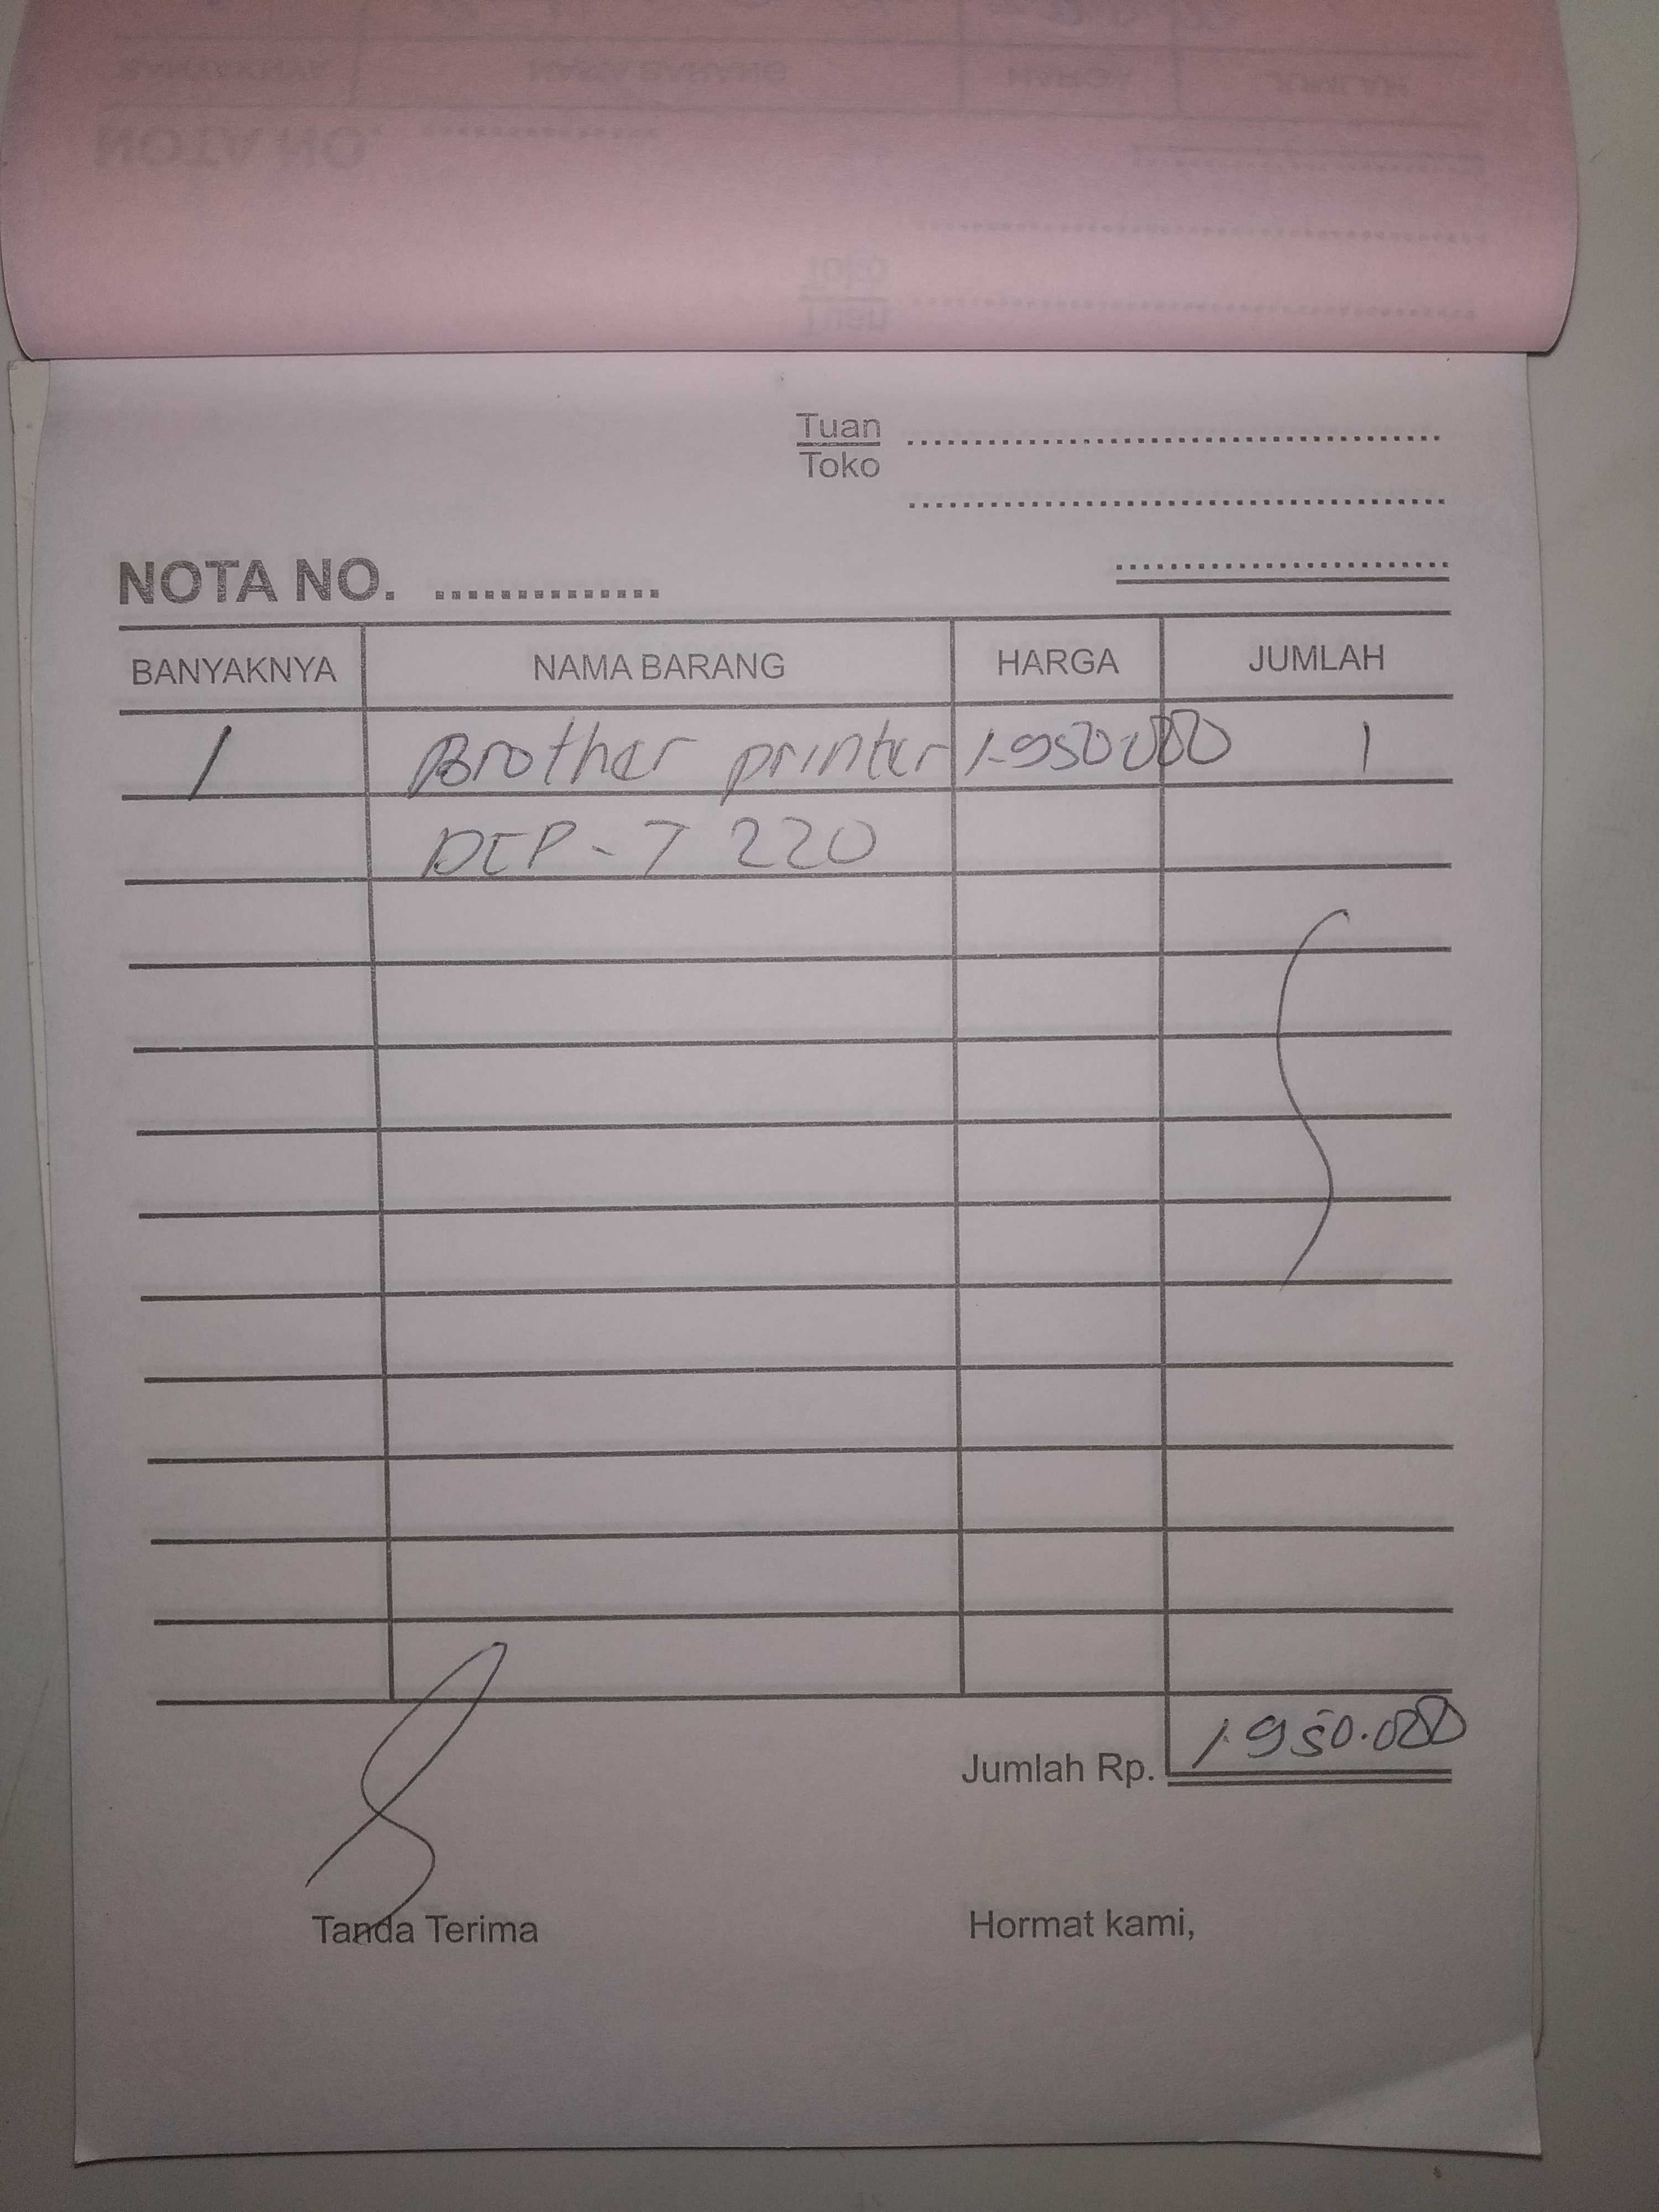 Tuan
Toko
NOTA NO.
BANYAKNYA NAMA BARANG HARGA JUMLAH
1 Brother printer 1.950.000 1
DCP-T 220
Jumlah Rp. 1.950.000
Tanda Terima Hormat kami,